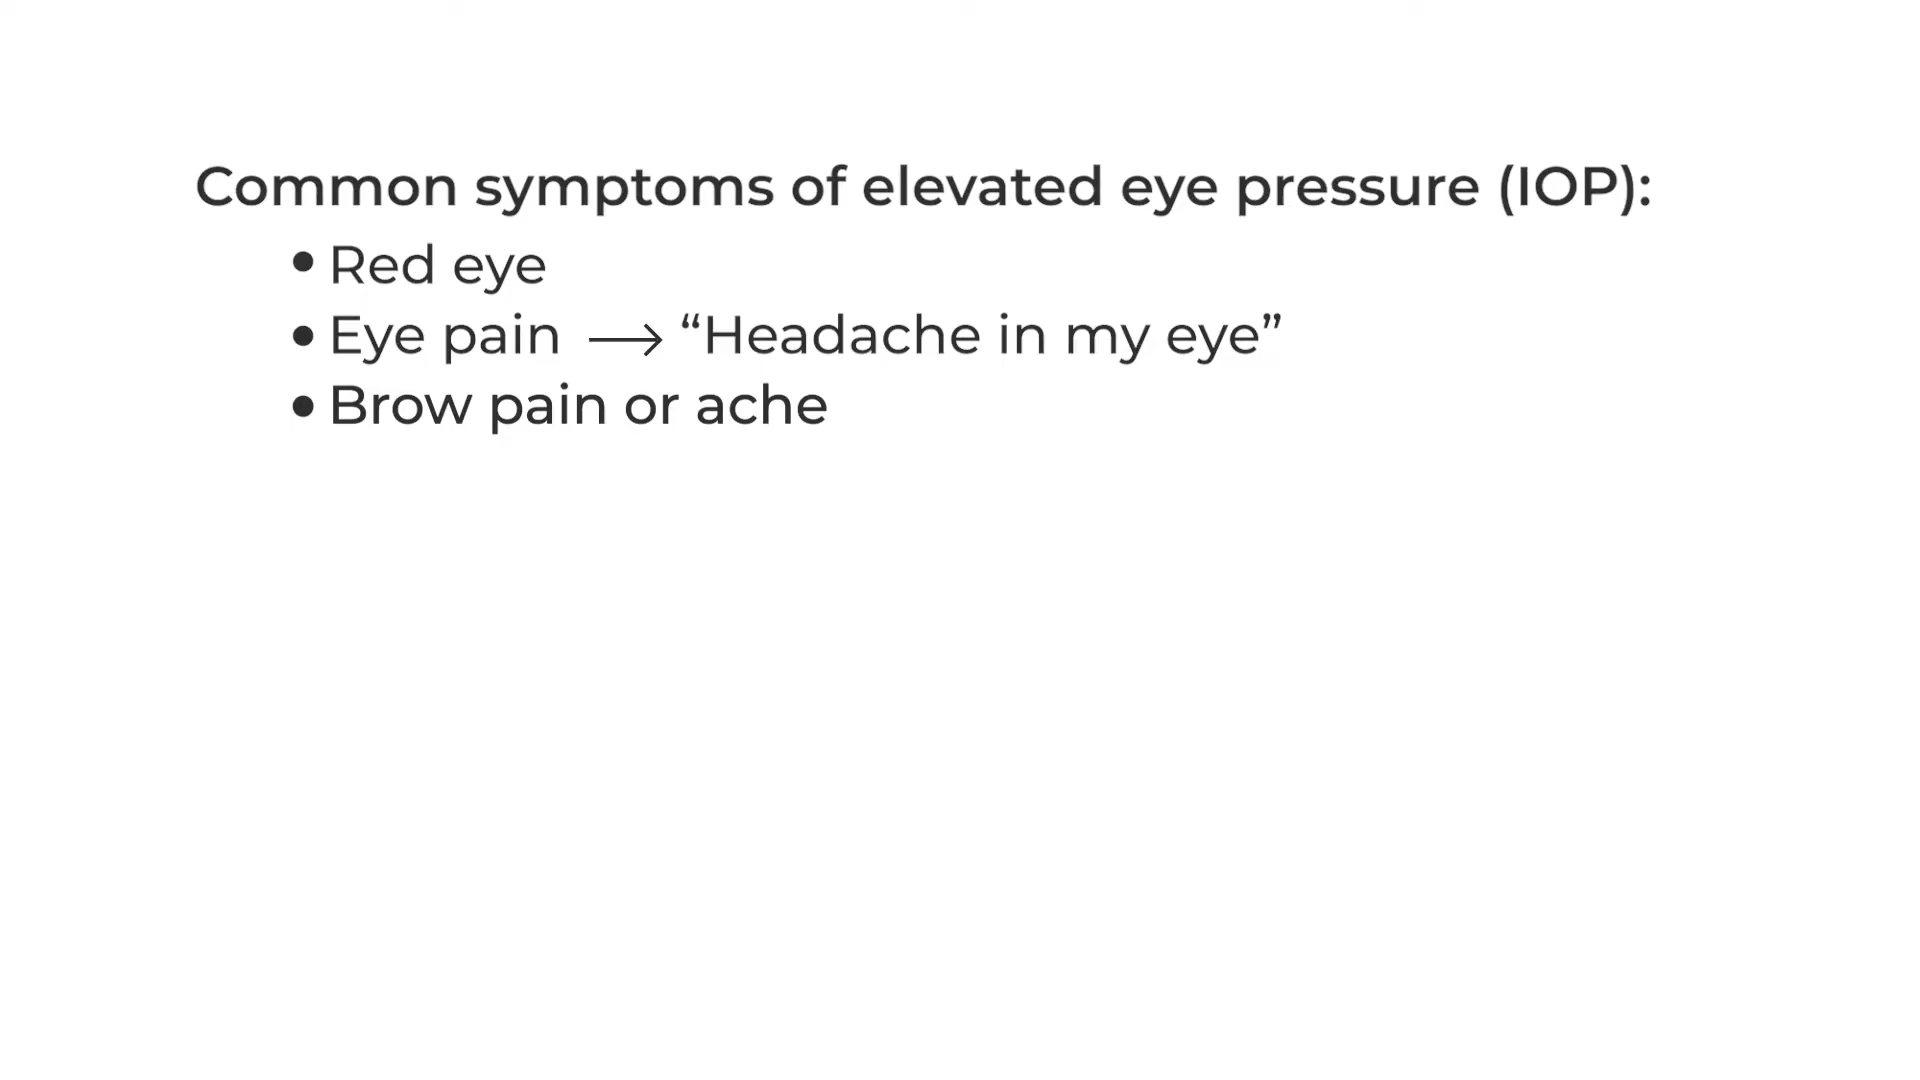 Common symptoms of elevated eye pressure (IOP):
• Red eye
• Eye pain ⟶ “Headache in my eye”
• Brow pain or ache